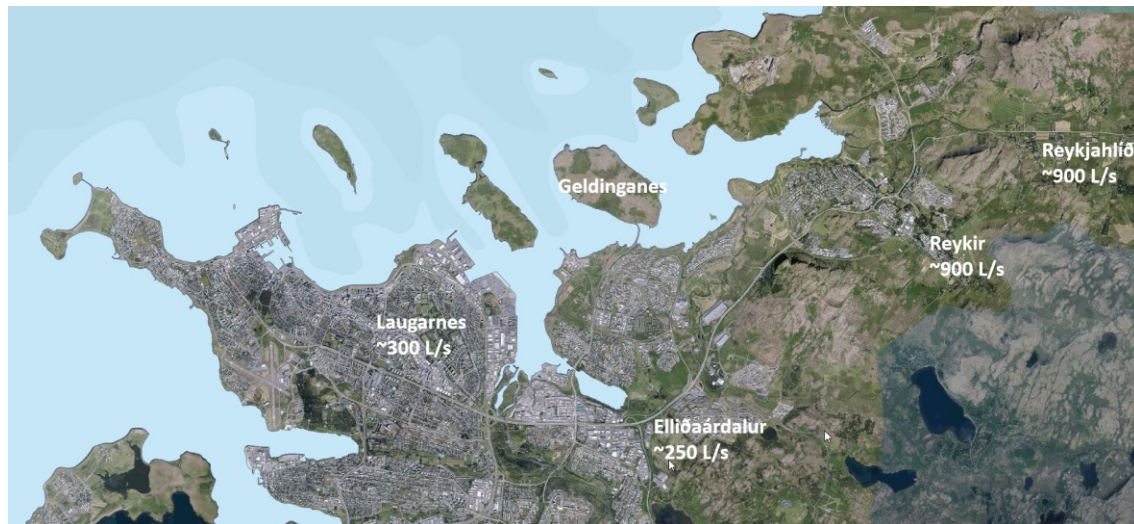 Reykjahlíð
~900 L/s
Geldinganes
Reykir
~900 L/s
Laugarnes
~300 L/s
Elliðaárdalur
~250 L/s